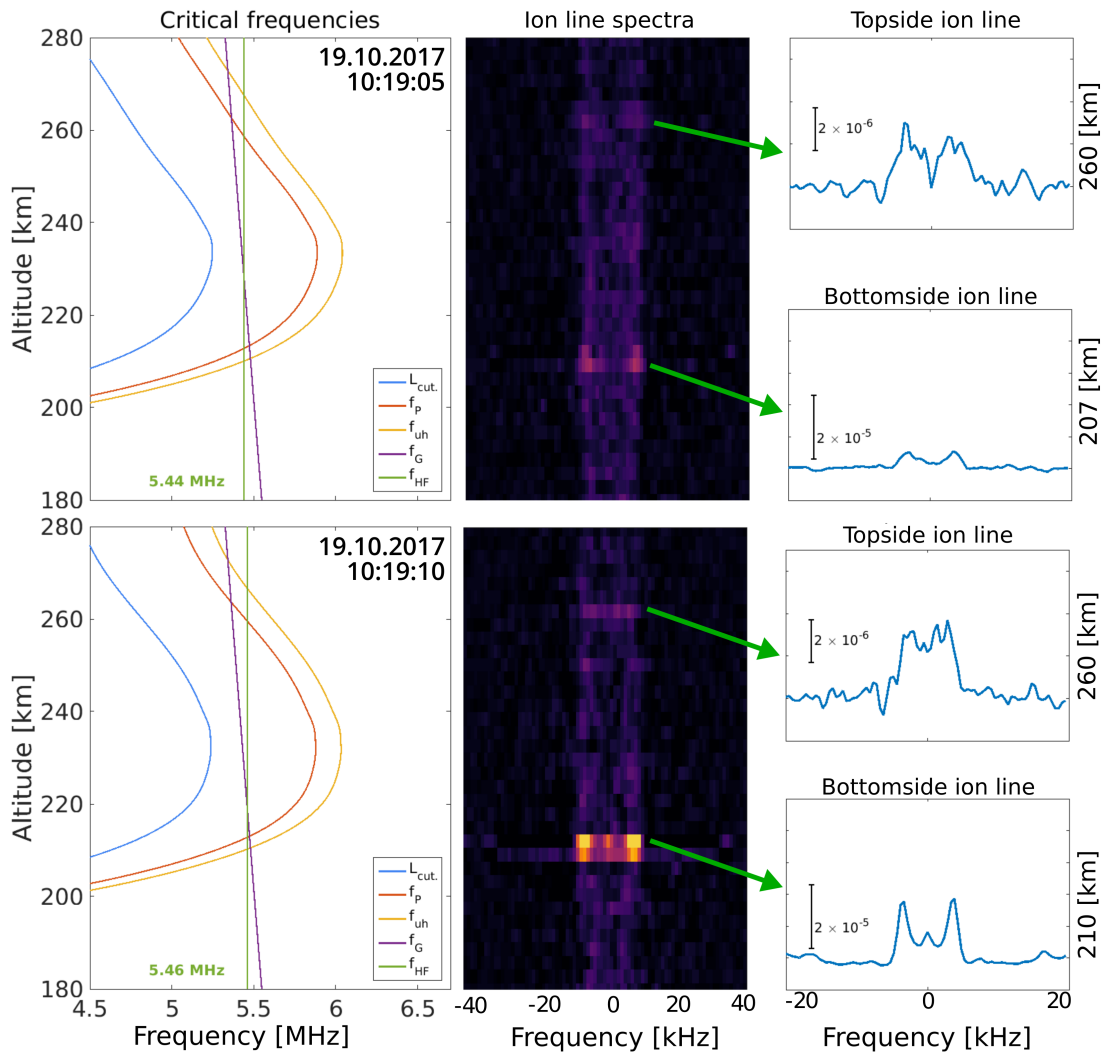 Critical frequencies
Ion line spectra
Topside ion line
280
260
240
220
200
180
Altitude [km]
19.10.2017
10:19:05
L_cut.
f_P
f_uh
f_G
f_HF
5.44 MHz
2 × 10^-6
260 [km]
Bottomside ion line
2 × 10^-5
207 [km]
280
260
240
220
200
180
Altitude [km]
19.10.2017
10:19:10
L_cut.
f_P
f_uh
f_G
f_HF
5.46 MHz
4.5
5
5.5
6
6.5
Frequency [MHz]
-40
-20
0
20
40
Frequency [kHz]
Topside ion line
2 × 10^-6
260 [km]
Bottomside ion line
2 × 10^-5
210 [km]
-20
0
20
Frequency [kHz]